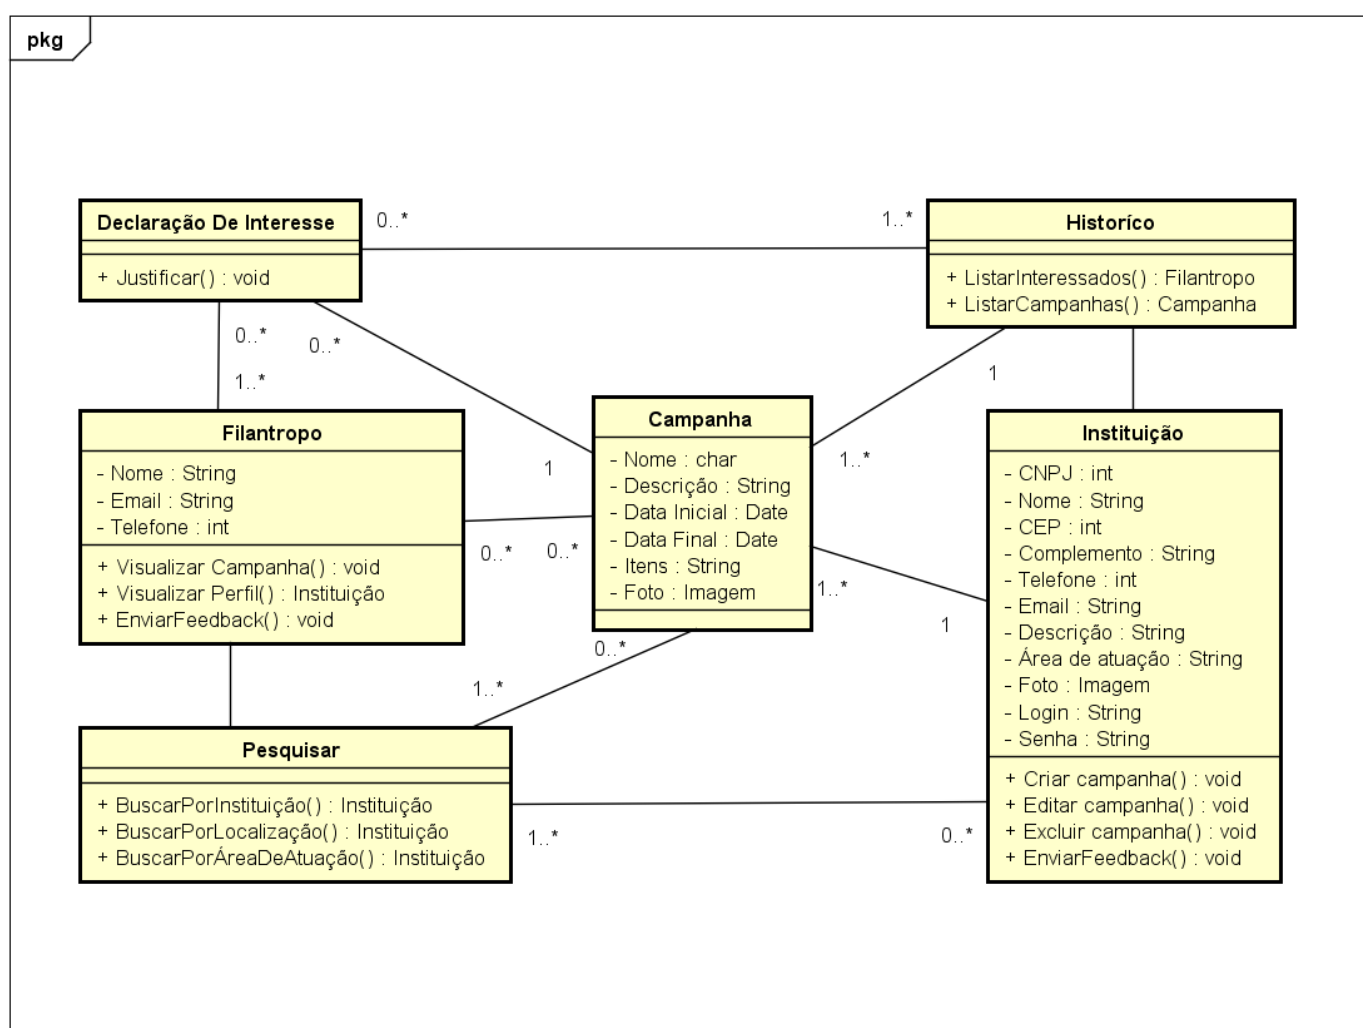 pkg
Declaração De Interesse
+ Justificar() : void
0..*
1..*
Historíco
+ ListarInteressados() : Filantropo
+ ListarCampanhas() : Campanha
0..*
0..*
1..*
1
1
1..*
Filantropo
- Nome : String
- Email : String
- Telefone : int
+ Visualizar Campanha() : void
+ Visualizar Perfil() : Instituição
+ EnviarFeedback() : void
0..*
0..*
Campanha
- Nome : char
- Descrição : String
- Data Inicial : Date
- Data Final : Date
- Itens : String
- Foto : Imagem
1..*
1
Instituição
- CNPJ : int
- Nome : String
- CEP : int
- Complemento : String
- Telefone : int
- Email : String
- Descrição : String
- Área de atuação : String
- Foto : Imagem
- Login : String
- Senha : String
+ Criar campanha() : void
+ Editar campanha() : void
+ Excluir campanha() : void
+ EnviarFeedback() : void
0..*
1..*
Pesquisar
+ BuscarPorInstituição() : Instituição
+ BuscarPorLocalização() : Instituição
+ BuscarPorÁreaDeAtuação() : Instituição
1..*
0..*